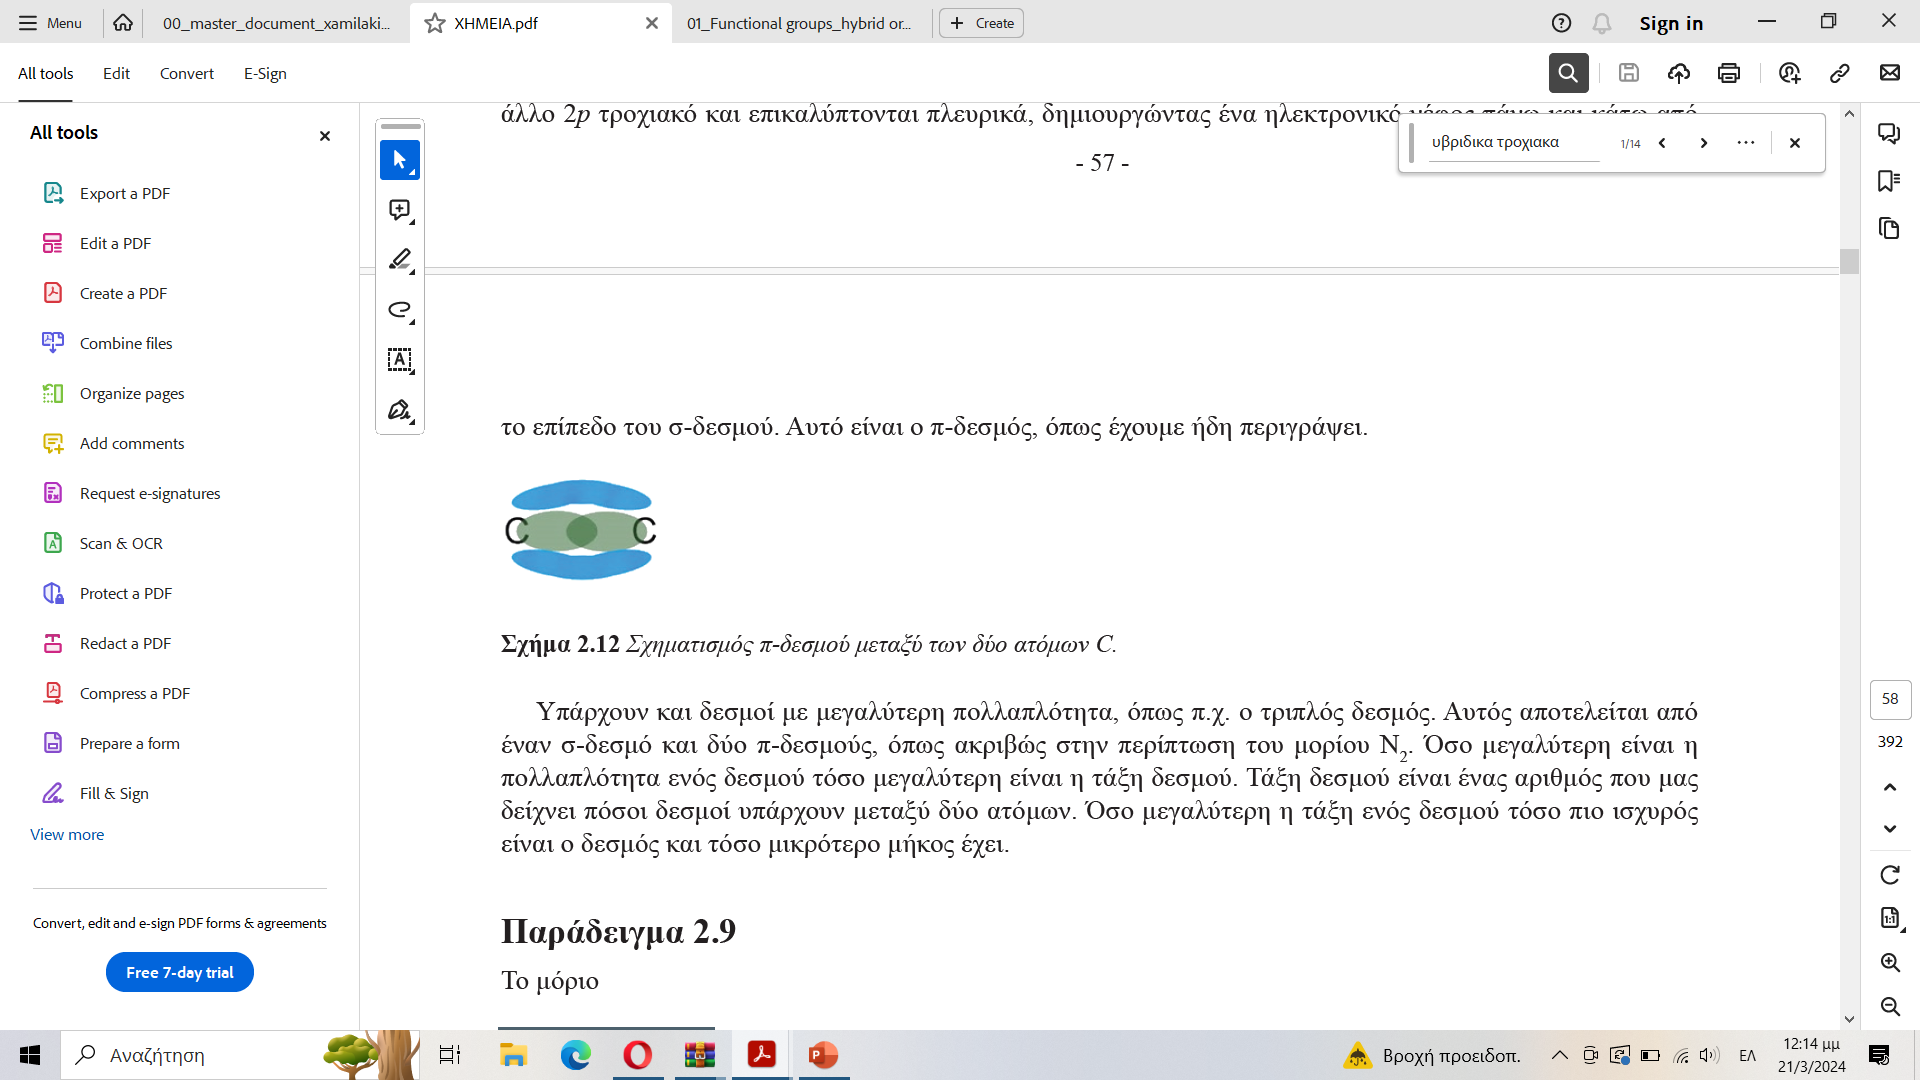 Menu
00_master_document_xamilaki...
ΧΗΜΕΙΑ.pdf
01_Functional groups_hybrid or...
Create
Sign in
All tools
Edit
Convert
E-Sign
All tools
Export a PDF
Edit a PDF
Create a PDF
Combine files
Organize pages
Add comments
Request e-signatures
Scan & OCR
Protect a PDF
Redact a PDF
Compress a PDF
Prepare a form
Fill & Sign
View more
Convert, edit and e-sign PDF forms & agreements
Free 7-day trial
υβριδικα τροχιακα
1/14
άλλο 2p τροχιακό και επικαλύπτονται πλευρικά, δημιουργώντας ένα ηλεκτρονικό νέφος πάνω και κάτω από
- 57 -
το επίπεδο του σ-δεσμού. Αυτό είναι ο π-δεσμός, όπως έχουμε ήδη περιγράψει.
C C
Σχήμα 2.12 Σχηματισμός π-δεσμού μεταξύ των δύο ατόμων C.
Υπάρχουν και δεσμοί με μεγαλύτερη πολλαπλότητα, όπως π.χ. ο τριπλός δεσμός. Αυτός αποτελείται από
έναν σ-δεσμό και δύο π-δεσμούς, όπως ακριβώς στην περίπτωση του μορίου N₂. Όσο μεγαλύτερη είναι η
πολλαπλότητα ενός δεσμού τόσο μεγαλύτερη είναι η τάξη δεσμού. Τάξη δεσμού είναι ένας αριθμός που μας
δείχνει πόσοι δεσμοί υπάρχουν μεταξύ δύο ατόμων. Όσο μεγαλύτερη η τάξη ενός δεσμού τόσο πιο ισχυρός
είναι ο δεσμός και τόσο μικρότερο μήκος έχει.
Παράδειγμα 2.9
Το μόριο
58
392
Αναζήτηση
Βροχή προειδοπ.
ΕΛ
12:14 μμ
21/3/2024